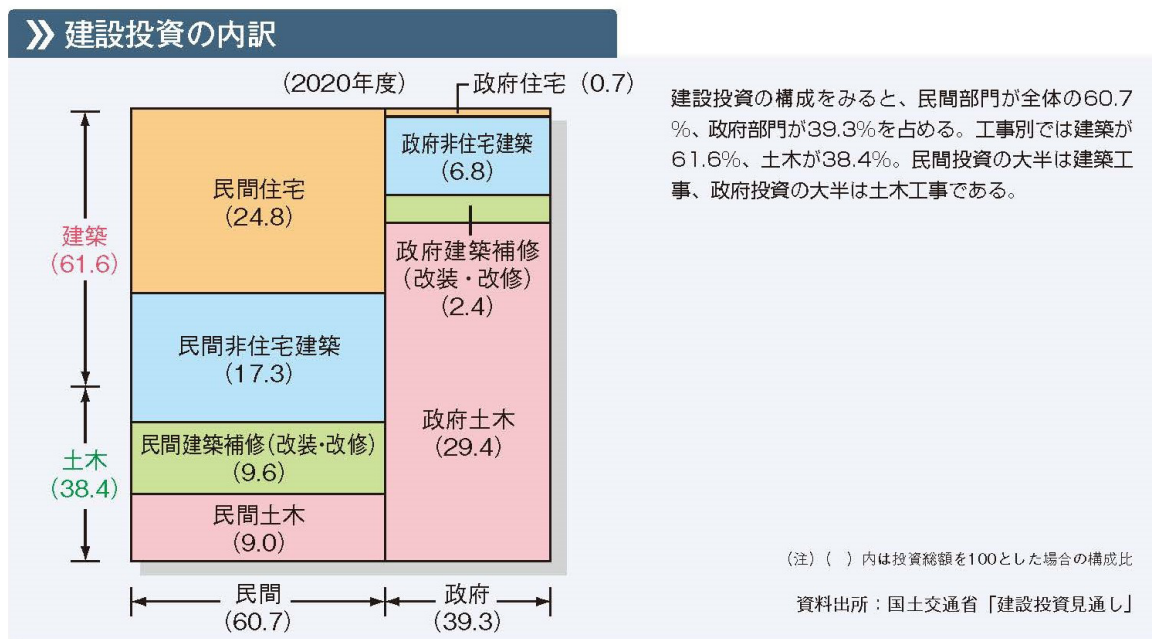 建設投資の内訳
（2020年度）
政府住宅（0.7）
民間住宅
（24.8）
政府非住宅建築
（6.8）
建築
（61.6）
政府建築補修
（改装・改修）
（2.4）
民間非住宅建築
（17.3）
政府土木
（29.4）
民間建築補修（改装・改修）
（9.6）
土木
（38.4）
民間土木
（9.0）
民間
（60.7）
政府
（39.3）
建設投資の構成をみると、民間部門が全体の60.7
％、政府部門が39.3％を占める。工事別では建築が
61.6％、土木が38.4％。民間投資の大半は建築工
事、政府投資の大半は土木工事である。
（注）（　）内は投資総額を100とした場合の構成比
資料出所：国土交通省「建設投資見通し」